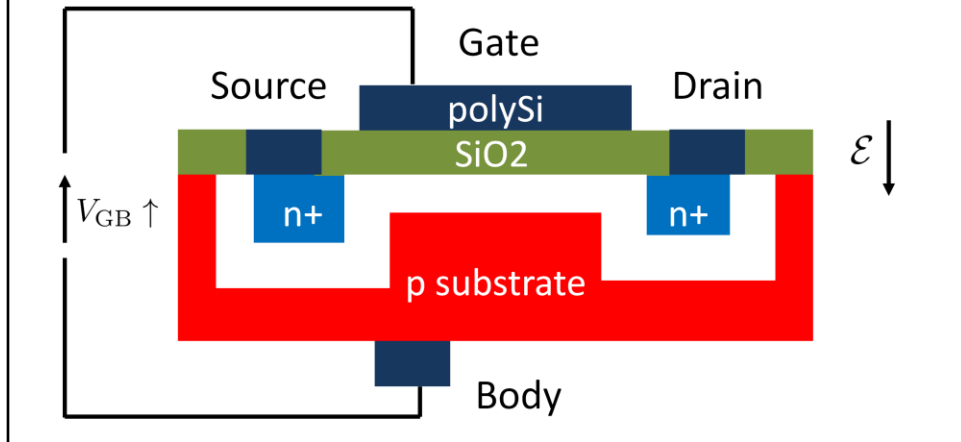 Gate
Source
Drain
polySi
SiO2
ℰ
V_GB ↑
n+
n+
p substrate
Body